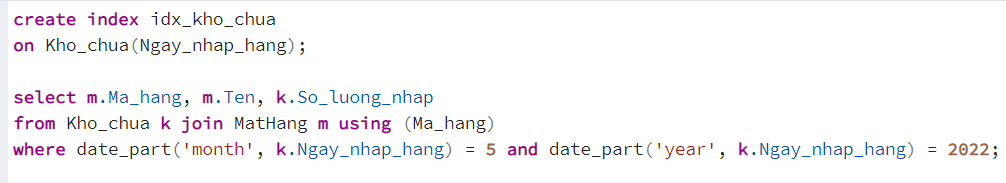 create index idx_kho_chua
on Kho_chua(Ngay_nhap_hang);
select m.Ma_hang, m.Ten, k.So_luong_nhap
from Kho_chua k join MatHang m using (Ma_hang)
where date_part('month', k.Ngay_nhap_hang) = 5 and date_part('year', k.Ngay_nhap_hang) = 2022;